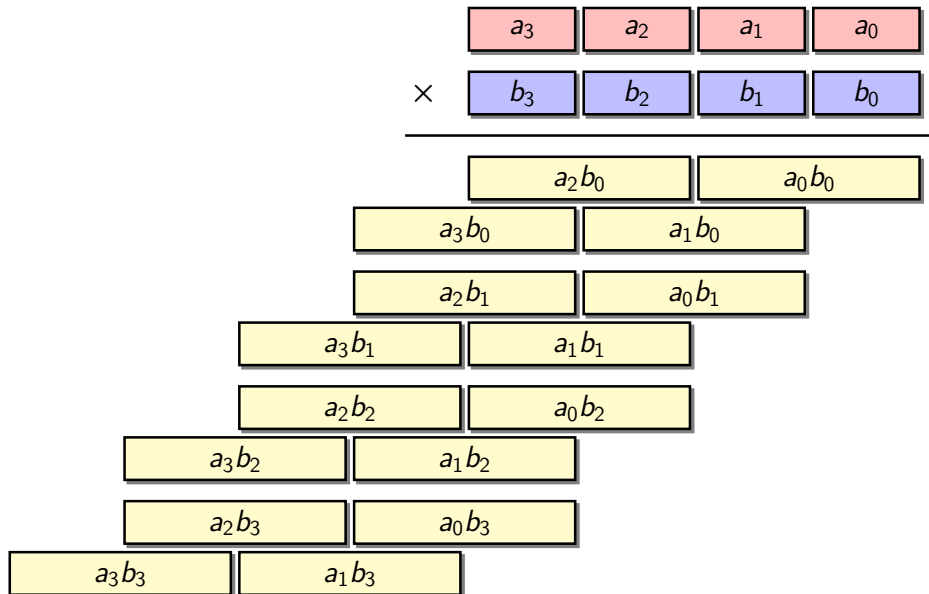 a₃ a₂ a₁ a₀
× b₃ b₂ b₁ b₀
a₂b₀ a₀b₀
a₃b₀ a₁b₀
a₂b₁ a₀b₁
a₃b₁ a₁b₁
a₂b₂ a₀b₂
a₃b₂ a₁b₂
a₂b₃ a₀b₃
a₃b₃ a₁b₃